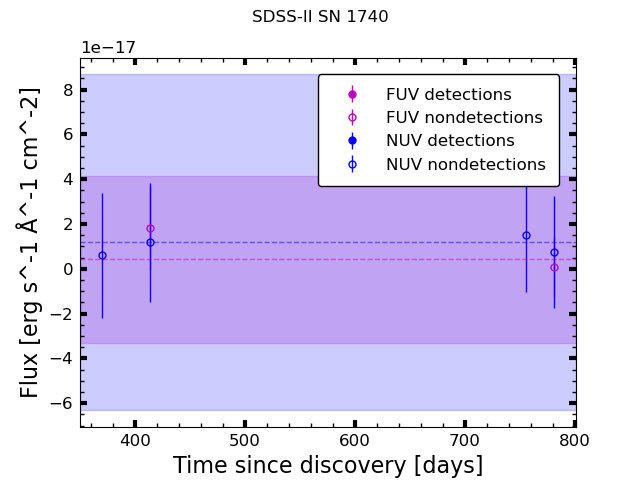 SDSS-II SN 1740
1e−17
FUV detections
FUV nondetections
NUV detections
NUV nondetections
8
6
4
2
0
−2
−4
−6
Flux [erg s^-1 Å^-1 cm^-2]
400 500 600 700 800
Time since discovery [days]